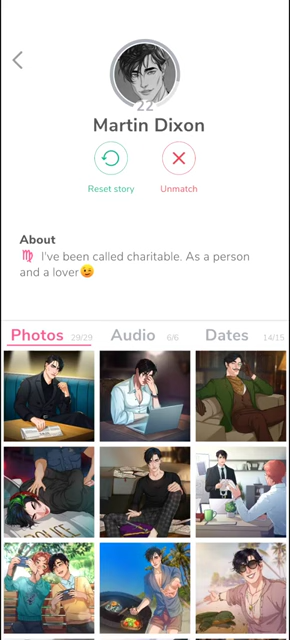 22
Martin Dixon
Reset story
Unmatch
About
♍ I've been called charitable. As a person
and a lover😉
Photos 29/29
Audio 6/6
Dates 14/15
POLICE